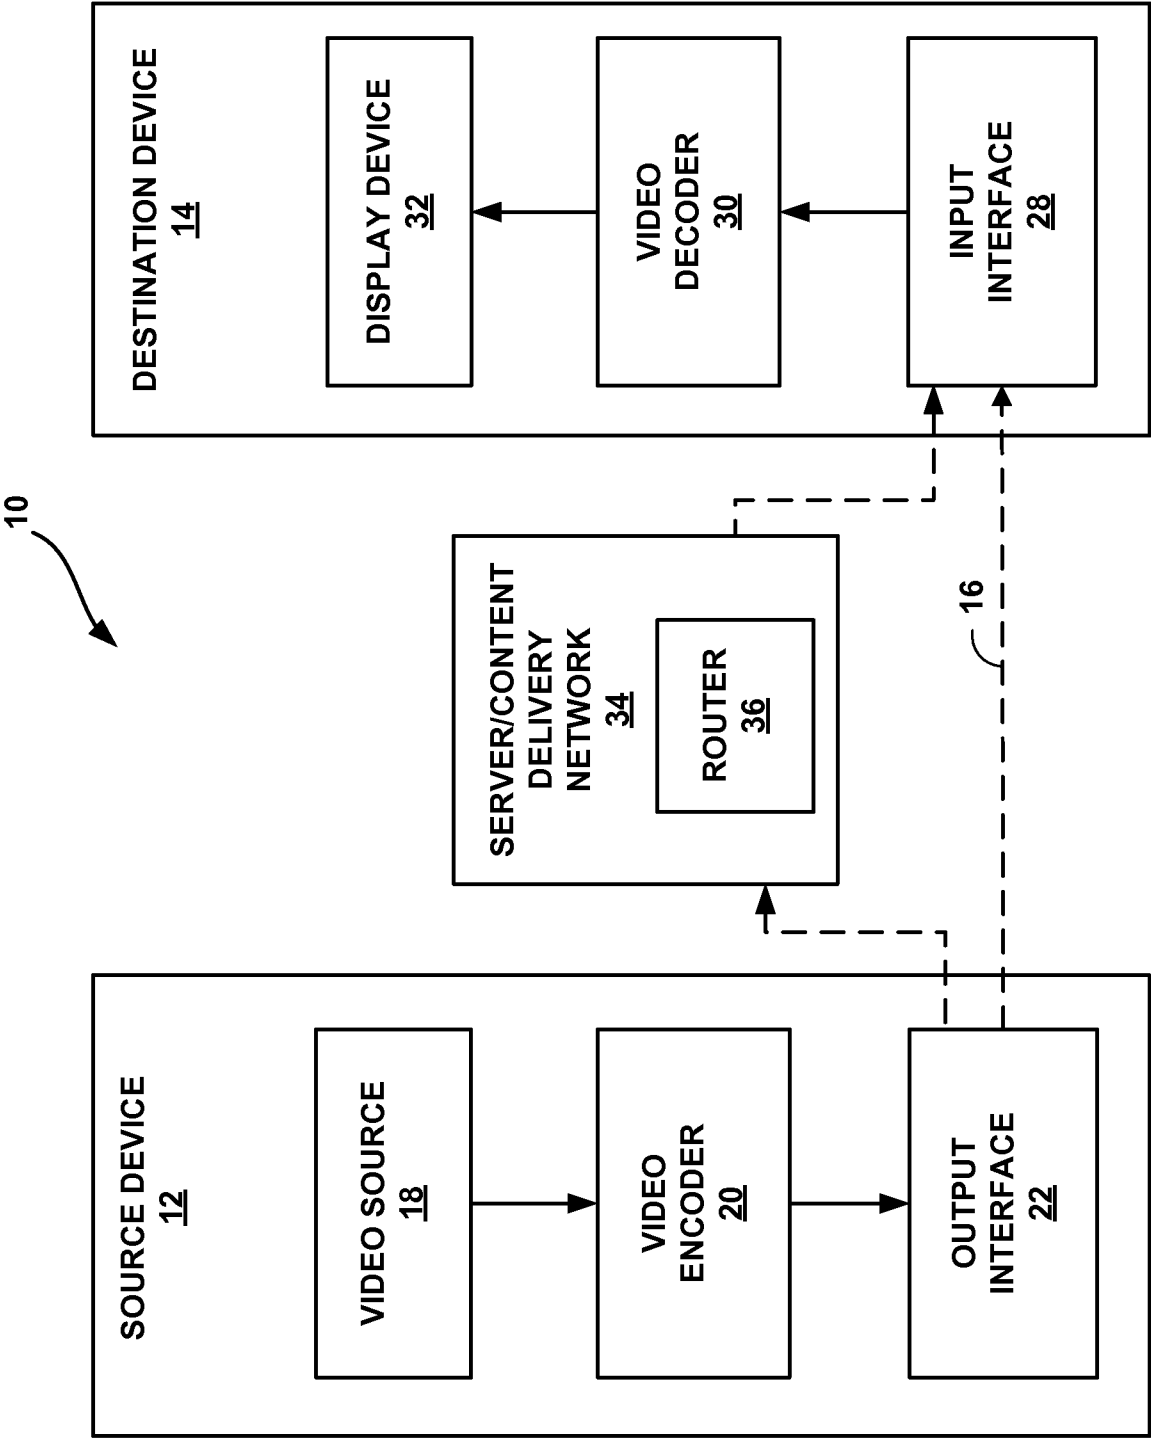 10
SOURCE DEVICE
12
VIDEO SOURCE
18
VIDEO
ENCODER
20
OUTPUT
INTERFACE
22
SERVER/CONTENT
DELIVERY
NETWORK
34
ROUTER
36
16
DESTINATION DEVICE
14
DISPLAY DEVICE
32
VIDEO
DECODER
30
INPUT
INTERFACE
28